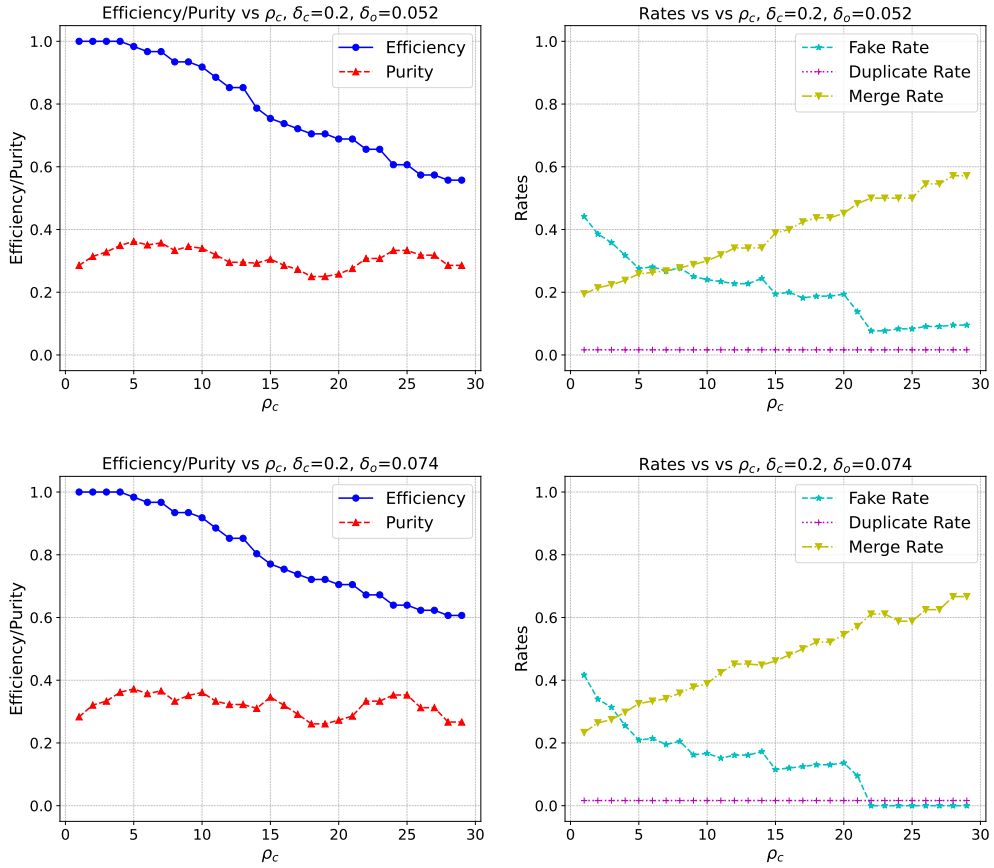 Efficiency/Purity vs ρc, δc=0.2, δo=0.052
Efficiency/Purity
1.0
0.8
0.6
0.4
0.2
0.0
Efficiency
Purity
0 5 10 15 20 25 30
ρc
Rates vs vs ρc, δc=0.2, δo=0.052
Rates
1.0
0.8
0.6
0.4
0.2
0.0
Fake Rate
Duplicate Rate
Merge Rate
0 5 10 15 20 25 30
ρc
Efficiency/Purity vs ρc, δc=0.2, δo=0.074
Efficiency/Purity
1.0
0.8
0.6
0.4
0.2
0.0
Efficiency
Purity
0 5 10 15 20 25 30
ρc
Rates vs vs ρc, δc=0.2, δo=0.074
Rates
1.0
0.8
0.6
0.4
0.2
0.0
Fake Rate
Duplicate Rate
Merge Rate
0 5 10 15 20 25 30
ρc